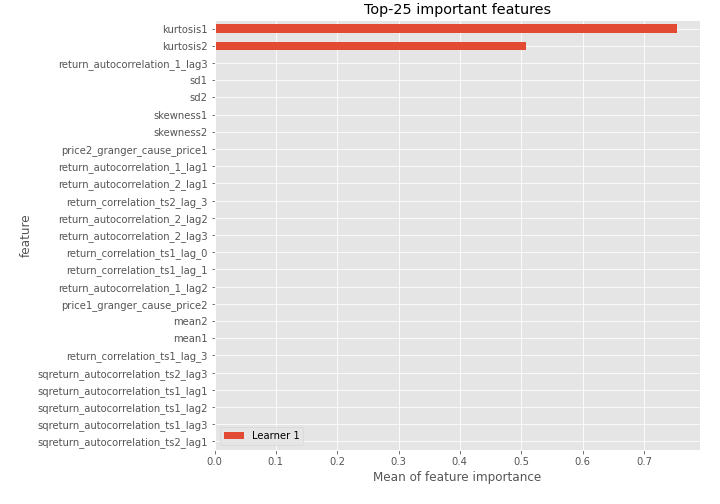 Top-25 important features
kurtosis1
kurtosis2
return_autocorrelation_1_lag3
sd1
sd2
skewness1
skewness2
price2_granger_cause_price1
return_autocorrelation_1_lag1
return_autocorrelation_2_lag1
return_correlation_ts2_lag_3
return_autocorrelation_2_lag2
return_autocorrelation_2_lag3
return_correlation_ts1_lag_0
return_correlation_ts1_lag_1
return_autocorrelation_1_lag2
price1_granger_cause_price2
mean2
mean1
return_correlation_ts1_lag_3
sqreturn_autocorrelation_ts2_lag3
sqreturn_autocorrelation_ts1_lag1
sqreturn_autocorrelation_ts1_lag2
sqreturn_autocorrelation_ts1_lag3
sqreturn_autocorrelation_ts2_lag1
feature
Learner 1
0.0 0.1 0.2 0.3 0.4 0.5 0.6 0.7
Mean of feature importance